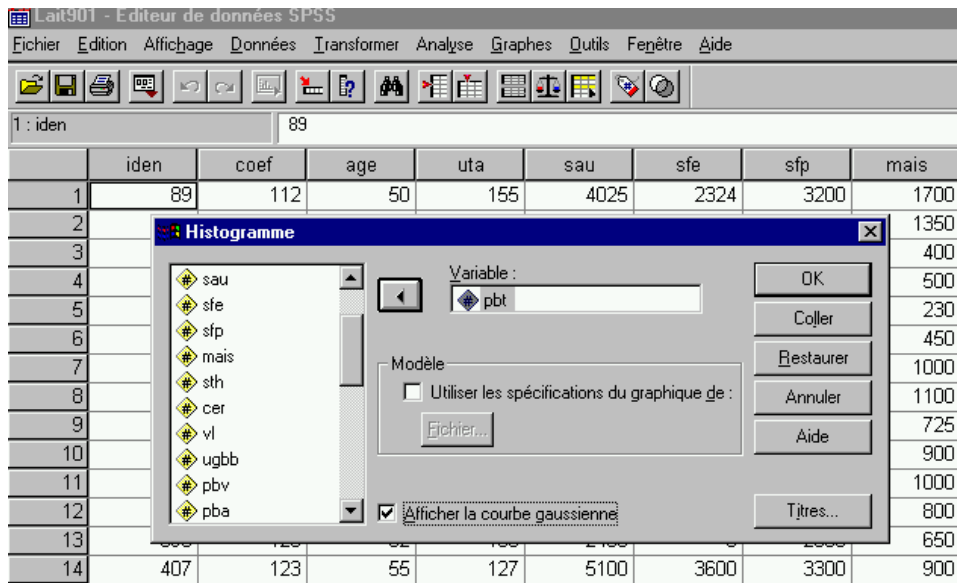 Lait901 - Editeur de données SPSS
Fichier Edition Affichage Données Transformer Analyse Graphes Outils Fenêtre Aide
1 : iden 89
iden coef age uta sau sfe sfp mais
1 89 112 50 155 4025 2324 3200 1700
2 1350
3 400
4 500
5 230
6 450
7 1000
8 1100
9 725
10 900
11 1000
12 800
13 650
14 407 123 55 127 5100 3600 3300 900
Histogramme
sau
sfe
sfp
mais
sth
cer
vl
ugbb
pbv
pba
Variable :
pbt
Modèle
Utiliser les spécifications du graphique de :
Fichier...
Afficher la courbe gaussienne
OK
Coller
Restaurer
Annuler
Aide
Titres...